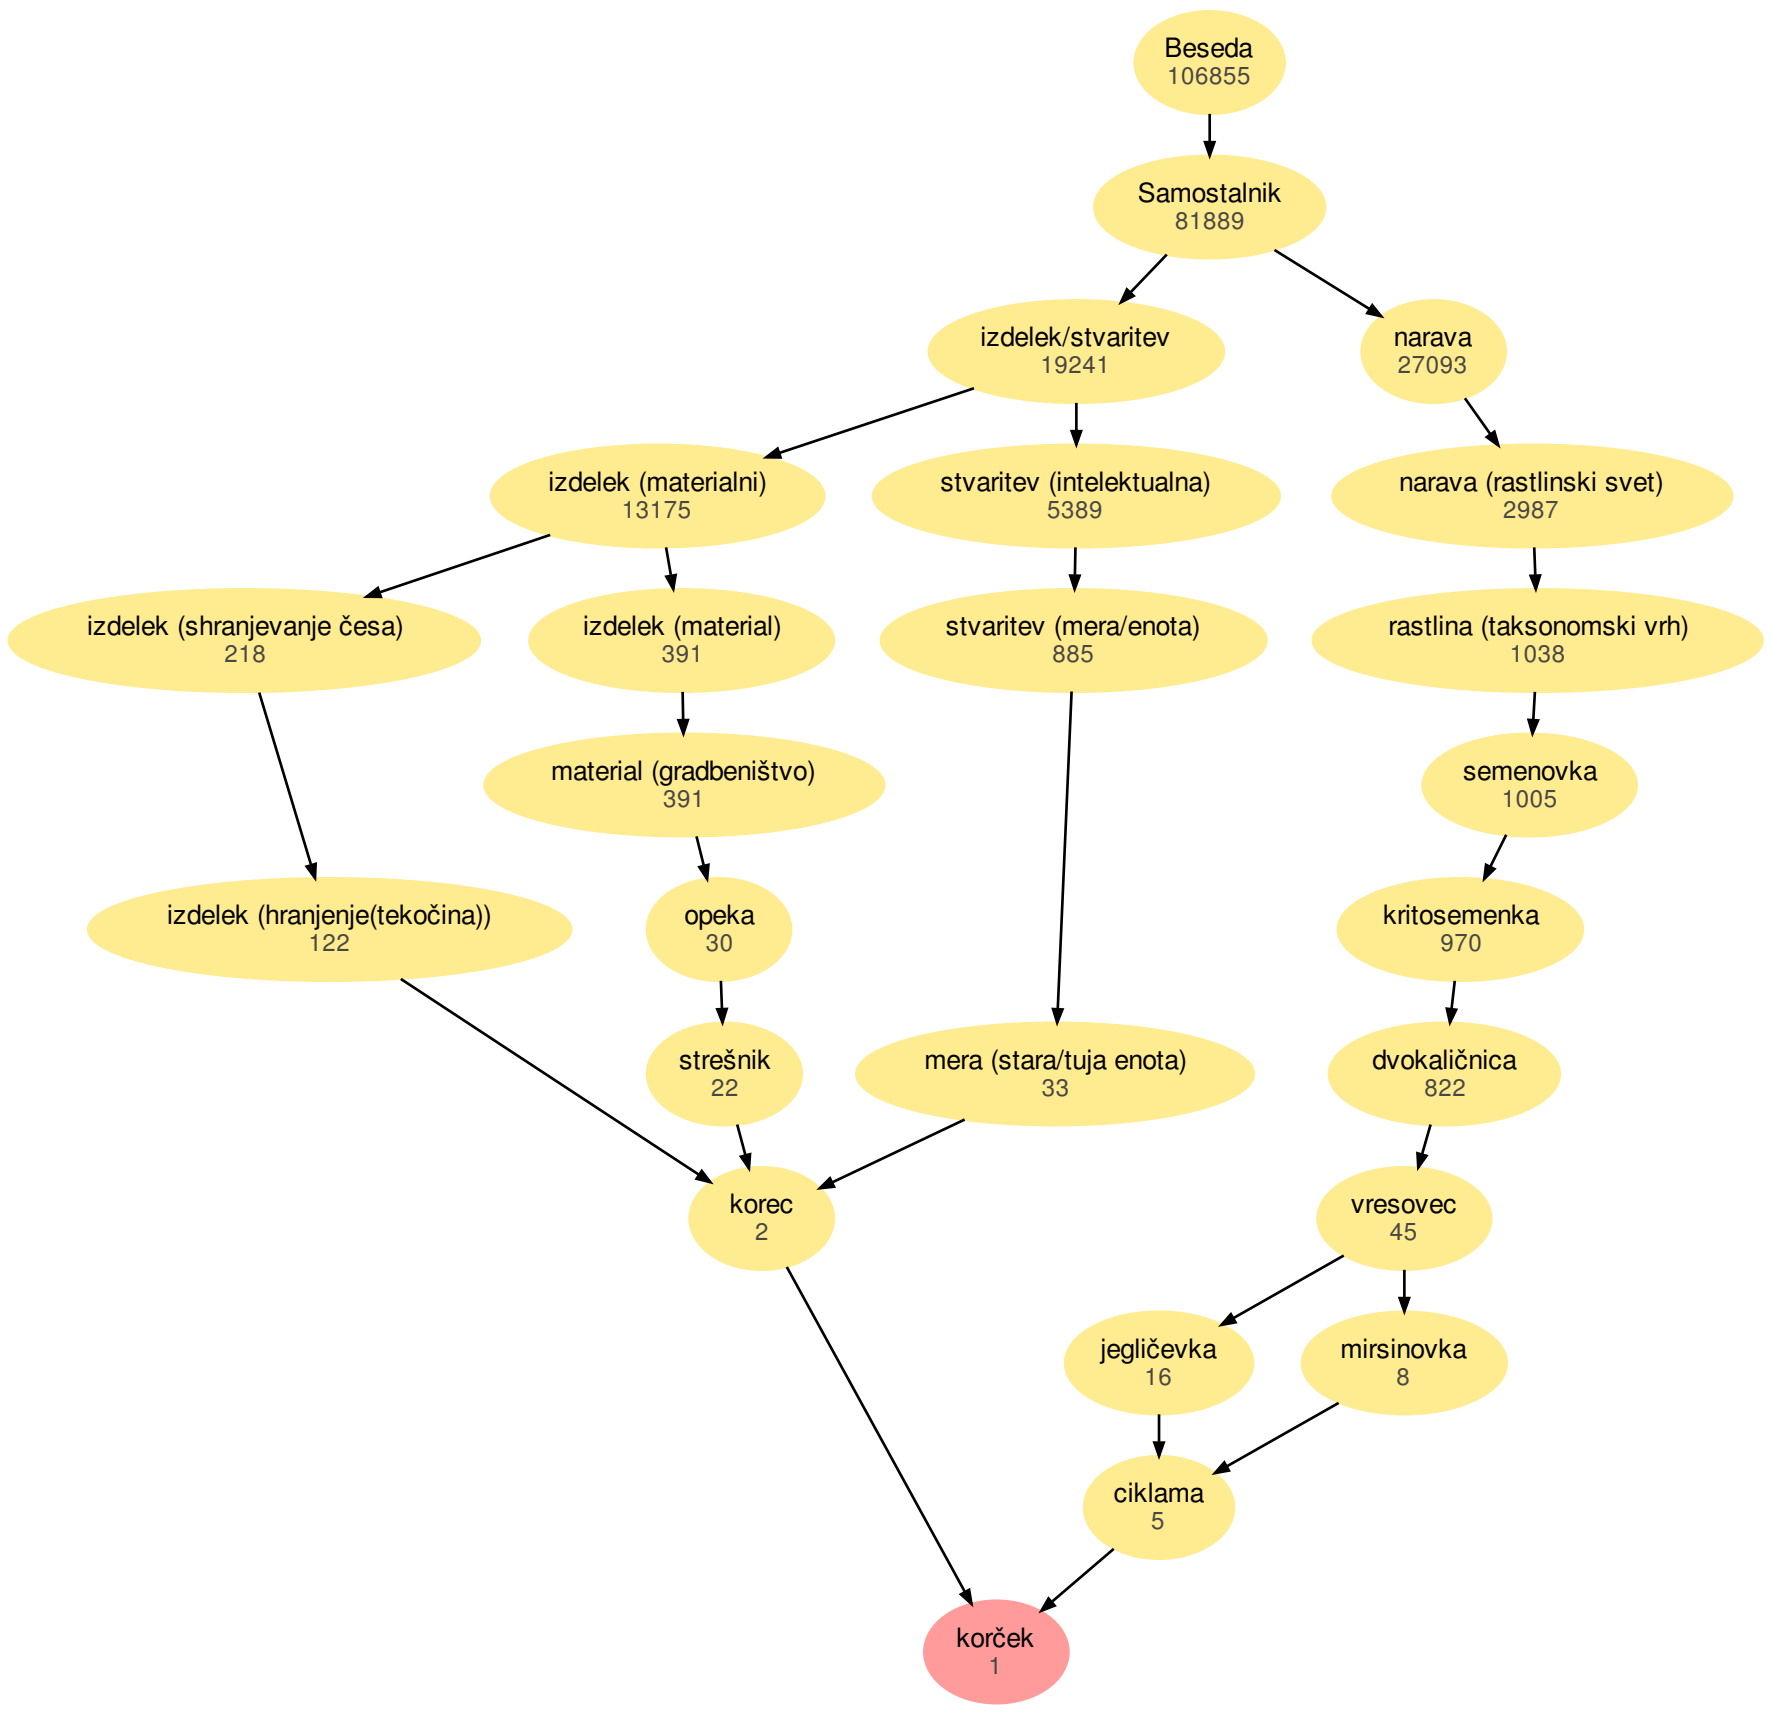 Beseda
106855
Samostalnik
81889
izdelek/stvaritev
19241
narava
27093
izdelek (materialni)
13175
stvaritev (intelektualna)
5389
narava (rastlinski svet)
2987
izdelek (shranjevanje česa)
218
izdelek (material)
391
stvaritev (mera/enota)
885
rastlina (taksonomski vrh)
1038
material (gradbeništvo)
391
semenovka
1005
izdelek (hranjenje(tekočina))
122
opeka
30
kritosemenka
970
strešnik
22
mera (stara/tuja enota)
33
dvokaličnica
822
korec
2
vresovec
45
jegličevka
16
mirsinovka
8
ciklama
5
korček
1